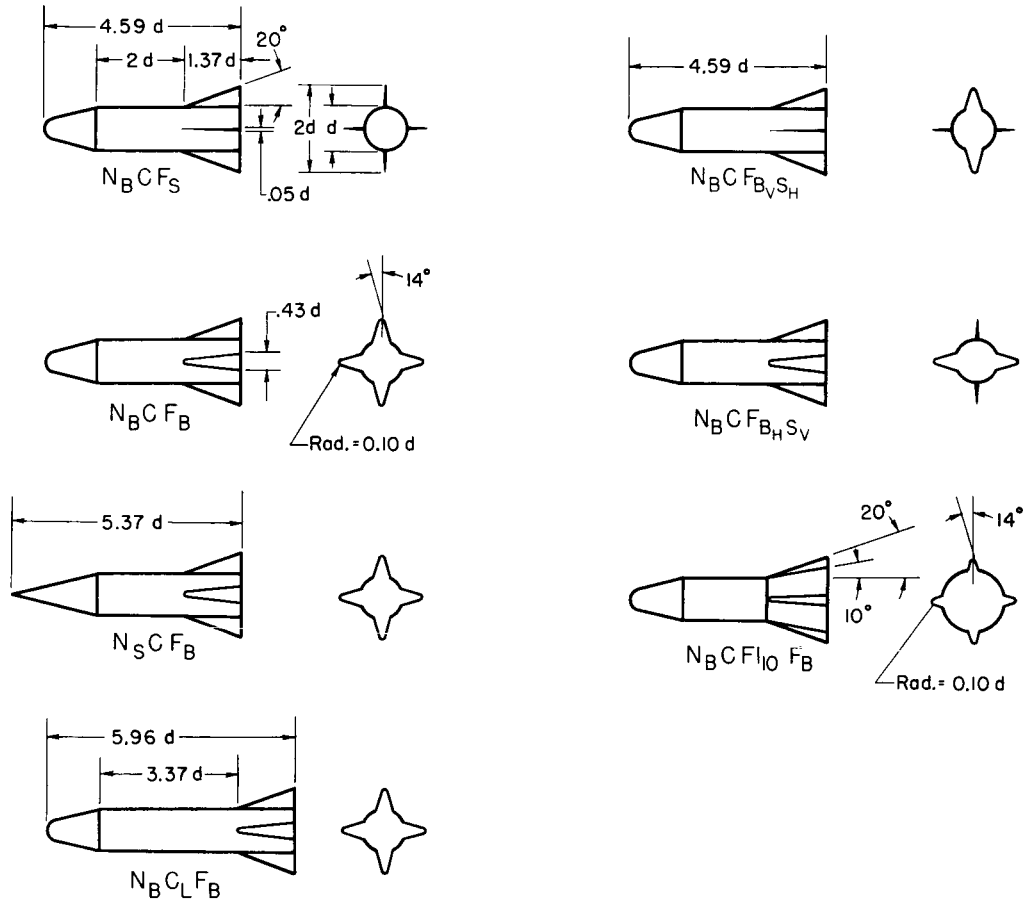 4.59 d
20°
2 d
1.37 d
2d
d
.05 d
N_B C F_S
4.59 d
N_B C F_{B_V S_H}
14°
.43 d
Rad. = 0.10 d
N_B C F_B
N_B C F_{B_H S_V}
5.37 d
N_S C F_B
20°
14°
10°
N_B C Fl_{10} F_B
Rad. = 0.10 d
5.96 d
3.37 d
N_B C_L F_B